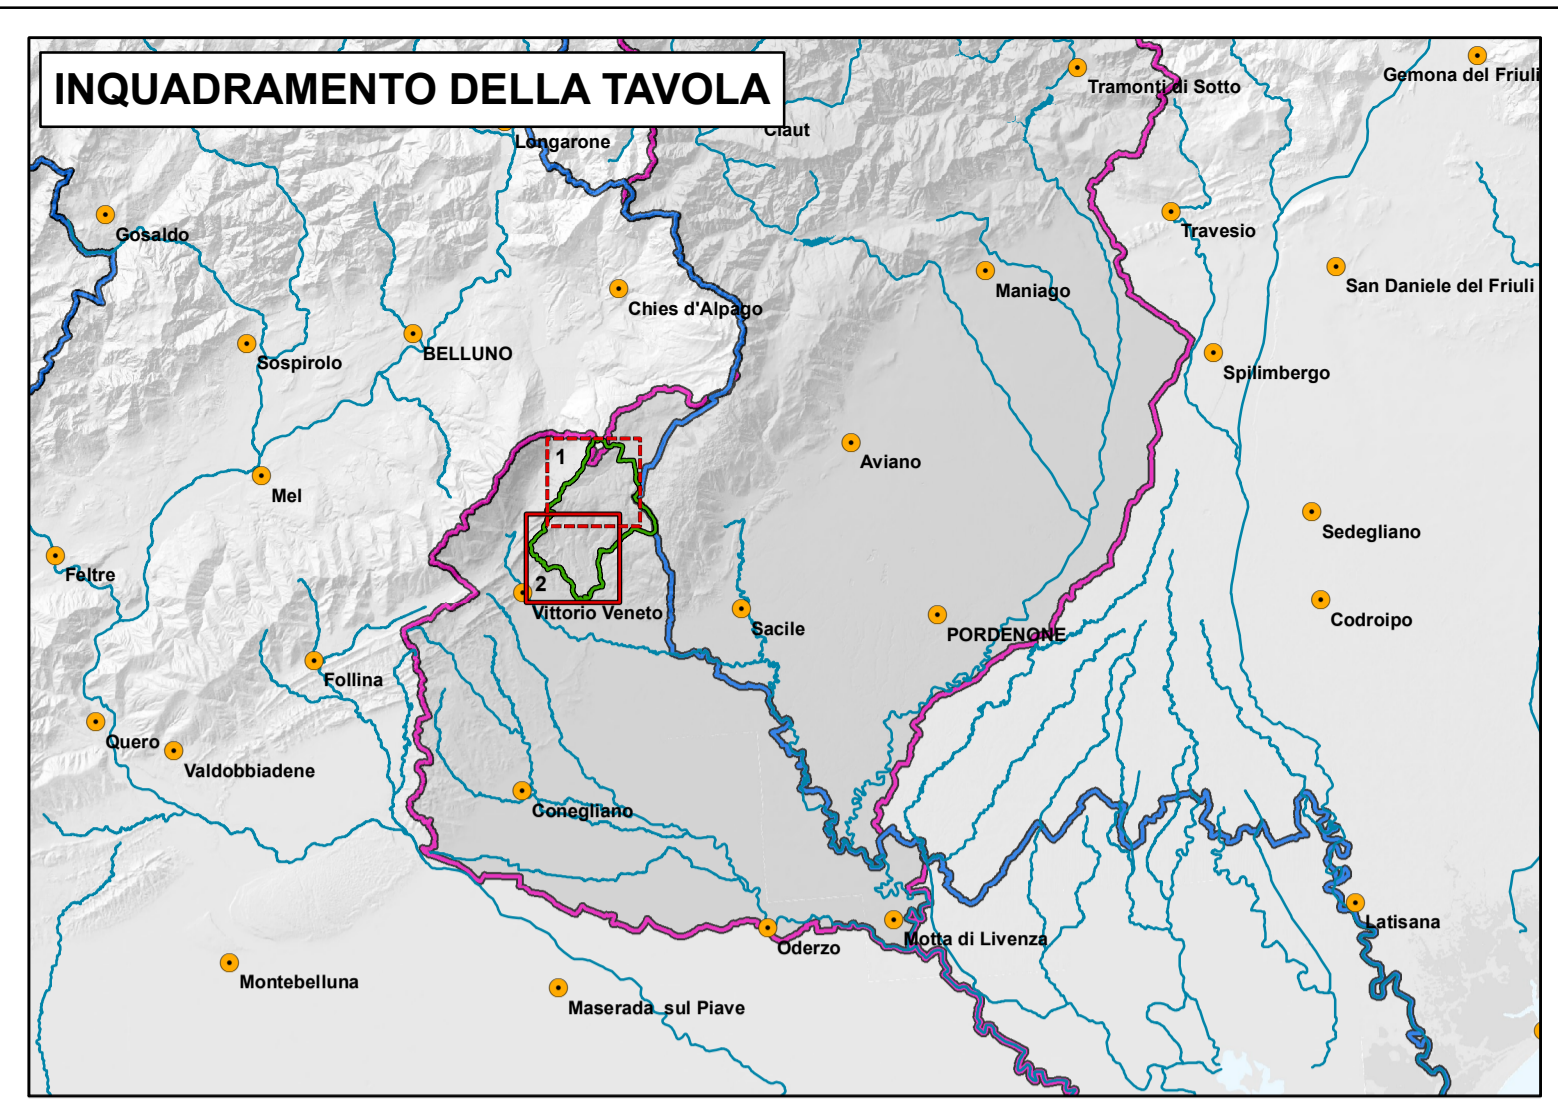 INQUADRAMENTO DELLA TAVOLA
Gemona del Friuli
Tramonti di Sotto
Claut
Longarone
Gosaldo
Travesio
San Daniele del Friuli
Maniago
Chies d'Alpago
BELLUNO
Sospirolo
Spilimbergo
Aviano
1
Mel
Sedegliano
Feltre
2
Vittorio Veneto
Sacile
PORDENONE
Codroipo
Follina
Quero
Valdobbiadene
Conegliano
Latisana
Motta di Livenza
Oderzo
Montebelluna
Maserada sul Piave